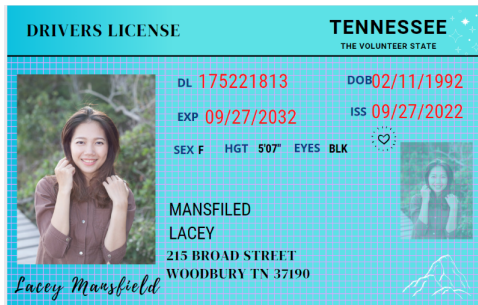 DRIVERS LICENSE
TENNESSEE
THE VOLUNTEER STATE
DL 175221813
DOB 02/11/1992
EXP 09/27/2032
ISS 09/27/2022
SEX F HGT 5'07" EYES BLK
MANSFILED
LACEY
215 BROAD STREET
WOODBURY TN 37190
Lacey Mansfield